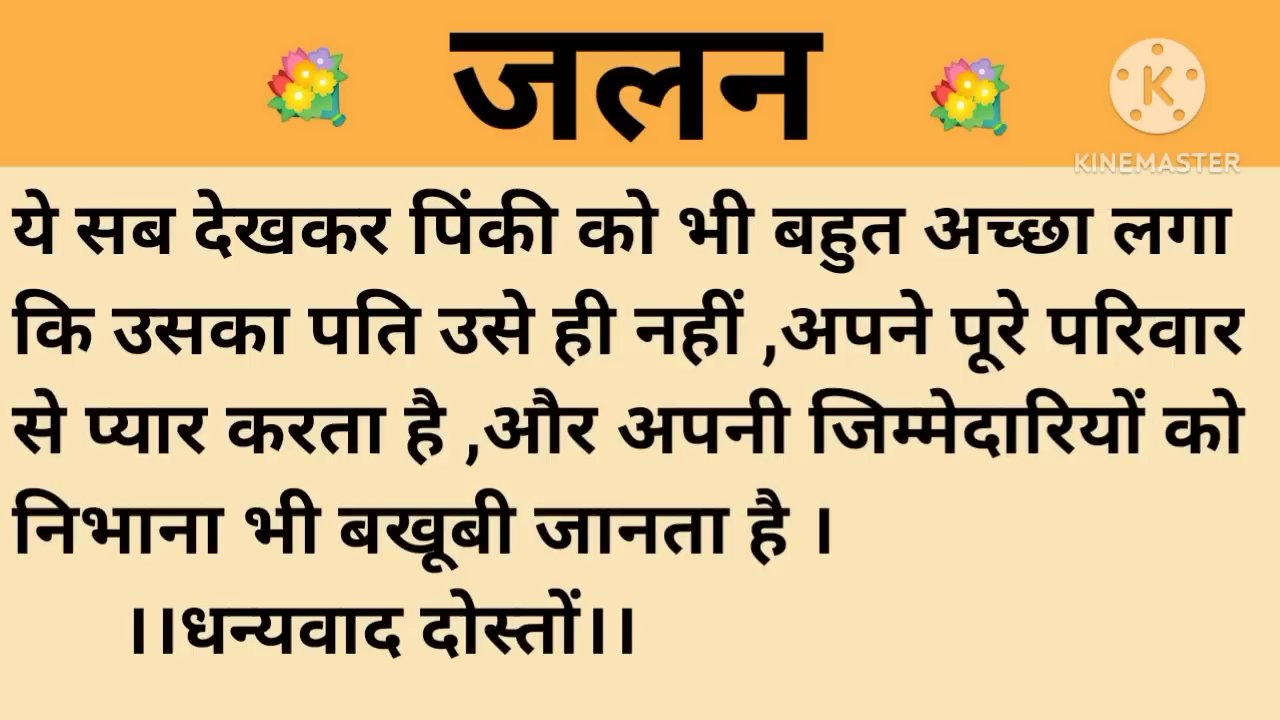 जलन
KINEMASTER
ये सब देखकर पिंकी को भी बहुत अच्छा लगा
कि उसका पति उसे ही नहीं ,अपने पूरे परिवार
से प्यार करता है ,और अपनी जिम्मेदारियों को
निभाना भी बखूबी जानता है ।
।।धन्यवाद दोस्तों।।